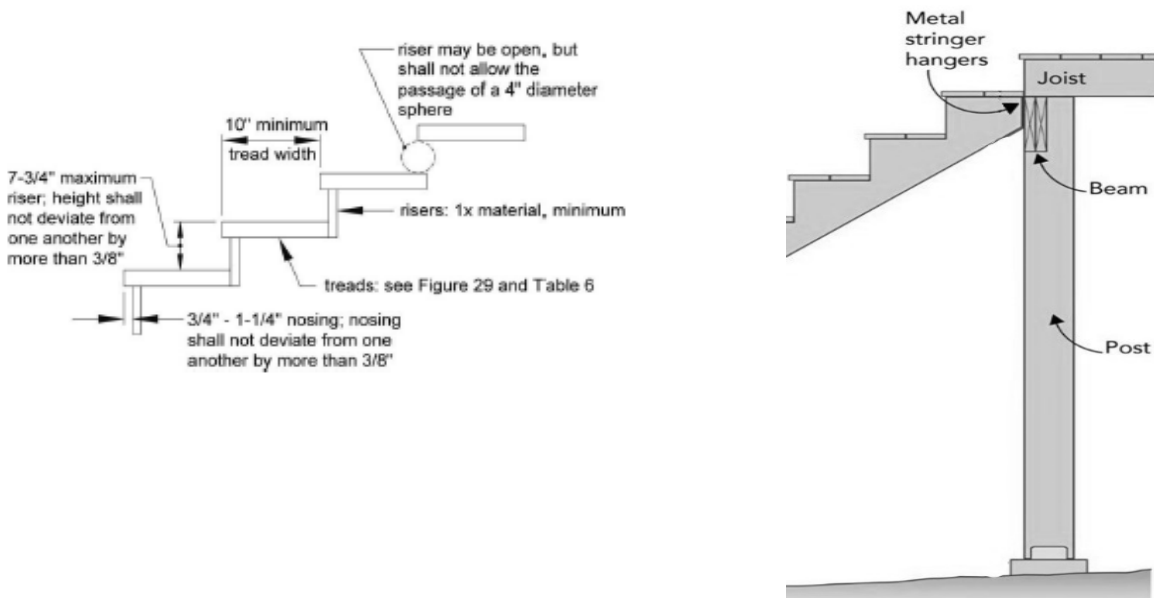 riser may be open, but
shall not allow the
passage of a 4" diameter
sphere
10" minimum
tread width
7-3/4" maximum
riser; height shall
not deviate from
one another by
more than 3/8"
risers: 1x material, minimum
treads: see Figure 29 and Table 6
3/4" - 1-1/4" nosing; nosing
shall not deviate from one
another by more than 3/8"
Metal
stringer
hangers
Joist
Beam
Post